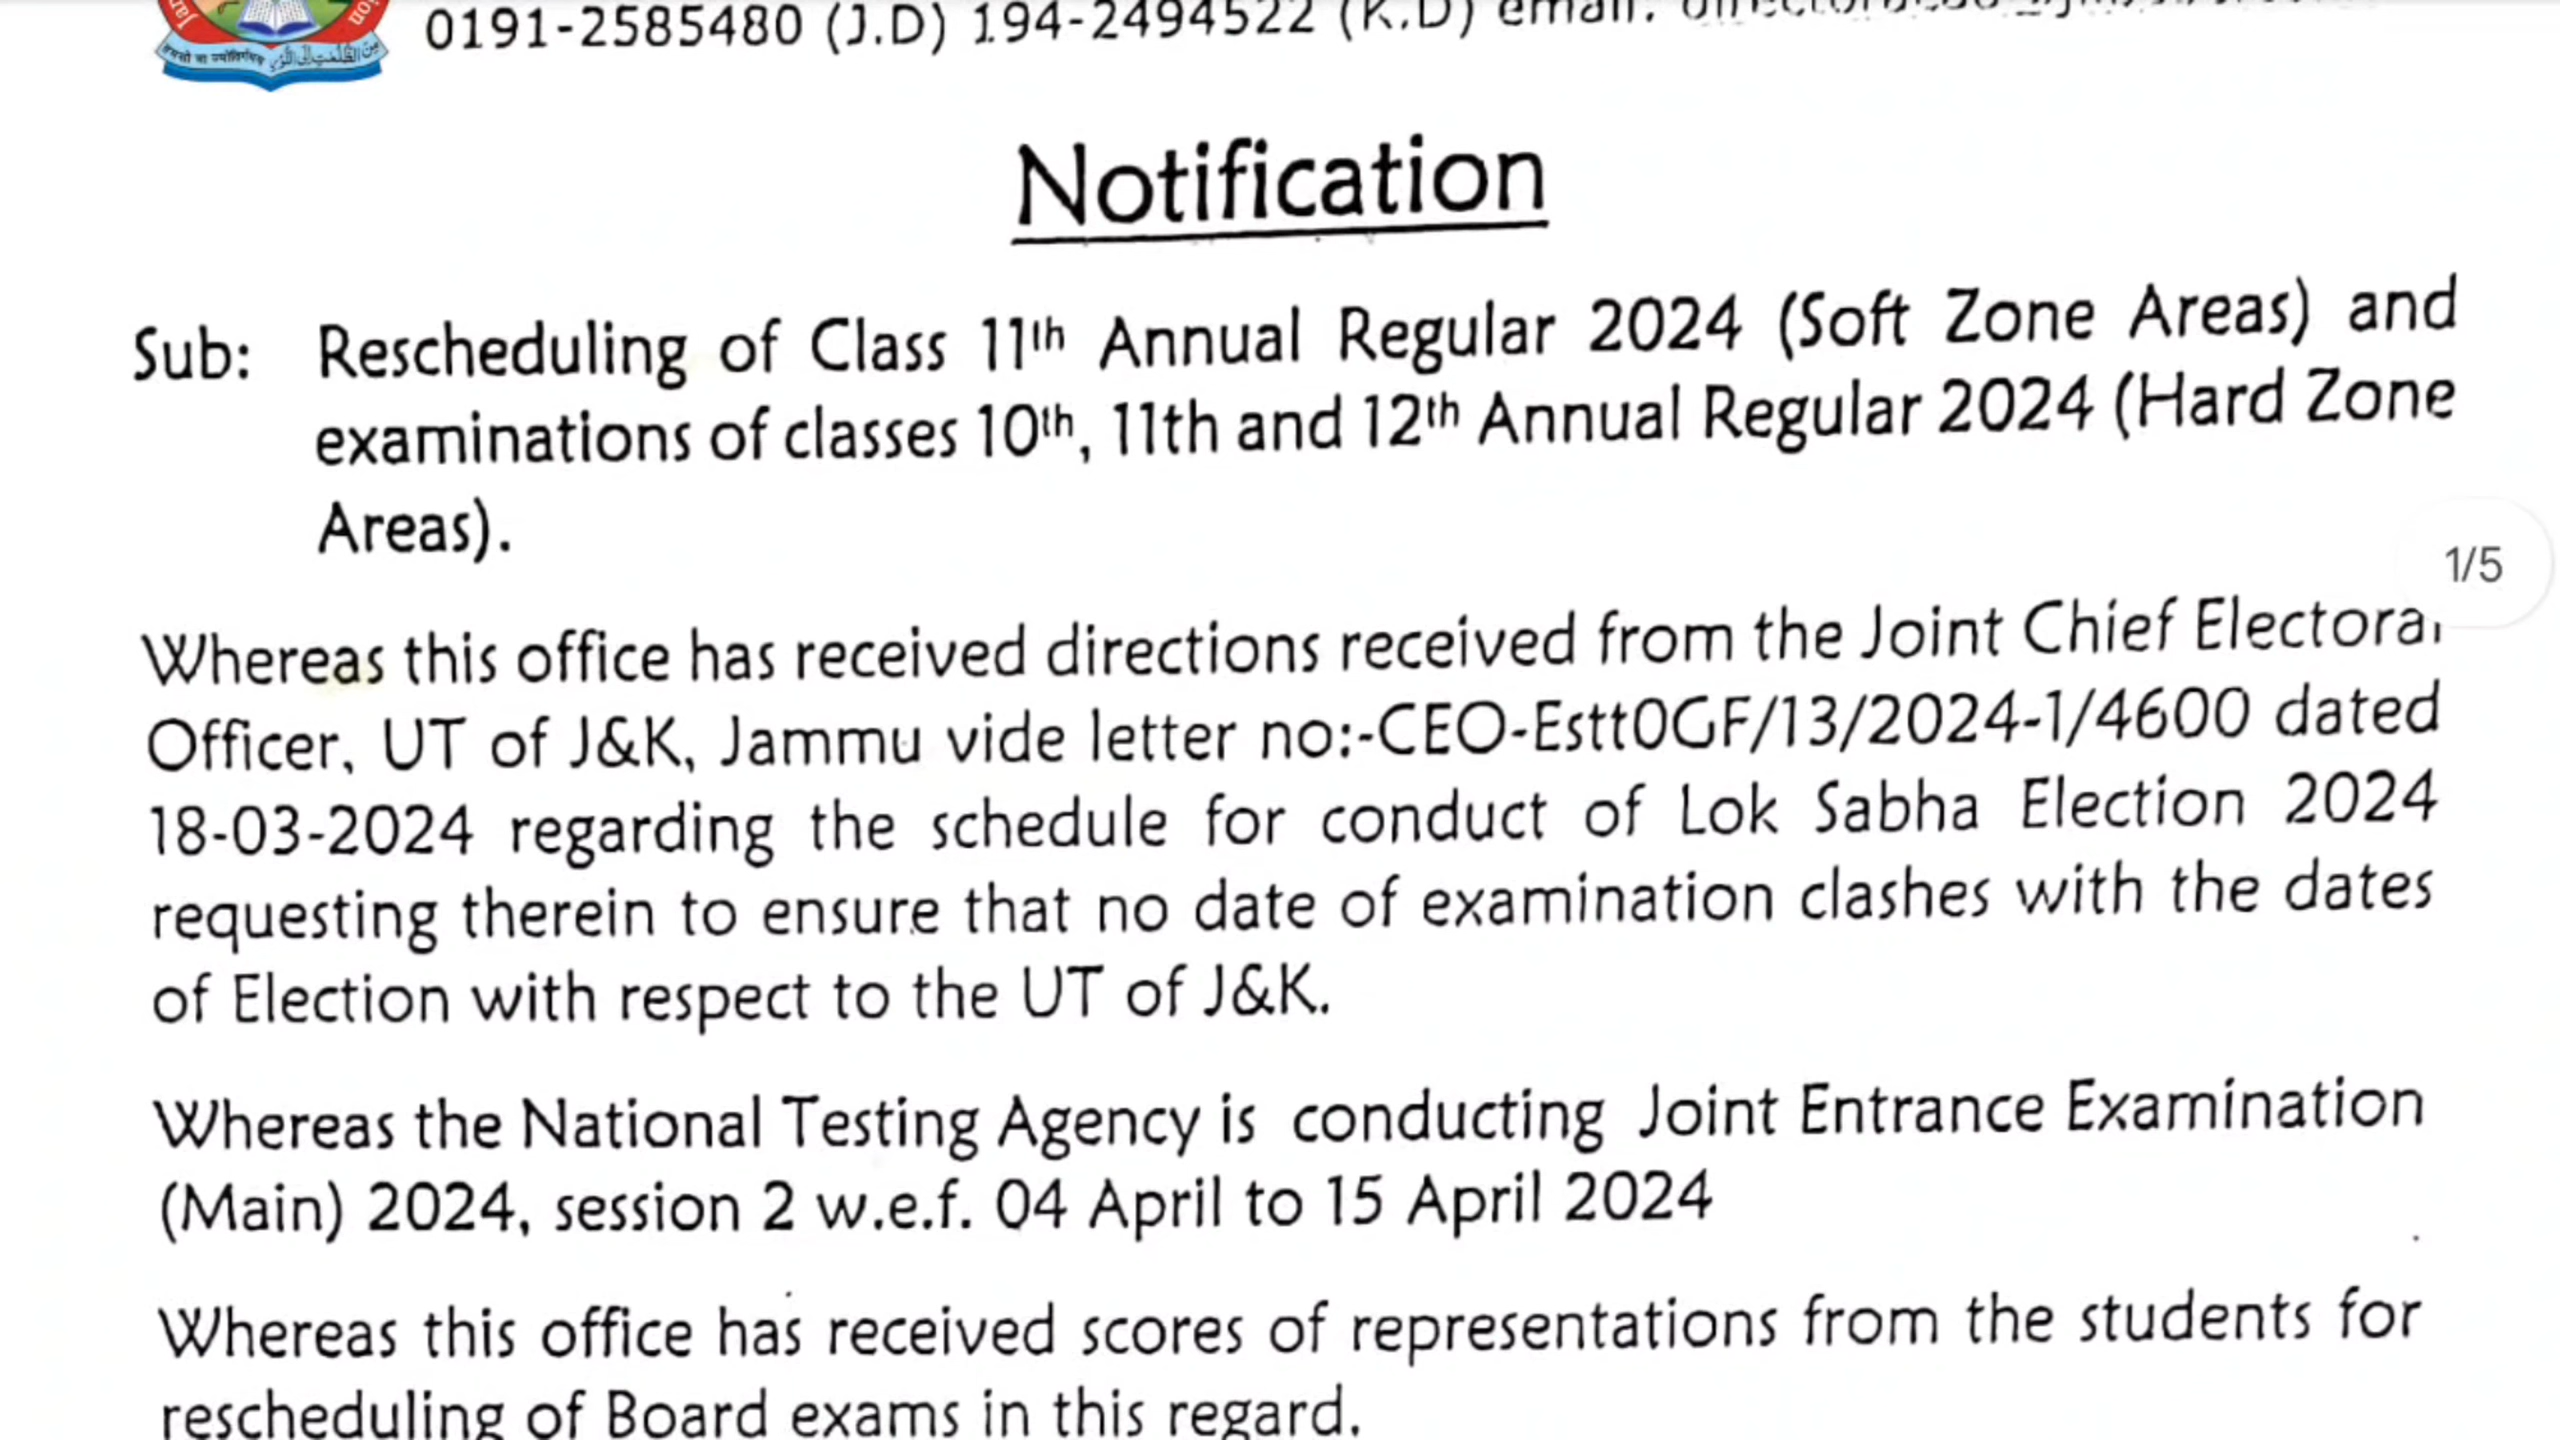 0191-2585480 (J.D) 194-2494522 (K.D) email:
Notification
Sub: Rescheduling of Class 11th Annual Regular 2024 (Soft Zone Areas) and
examinations of classes 10th, 11th and 12th Annual Regular 2024 (Hard Zone
Areas).
1/5
Whereas this office has received directions received from the Joint Chief Electoral
Officer, UT of J&K, Jammu vide letter no:-CEO-Estt0GF/13/2024-1/4600 dated
18-03-2024 regarding the schedule for conduct of Lok Sabha Election 2024
requesting therein to ensure that no date of examination clashes with the dates
of Election with respect to the UT of J&K.
Whereas the National Testing Agency is conducting Joint Entrance Examination
(Main) 2024, session 2 w.e.f. 04 April to 15 April 2024
Whereas this office has received scores of representations from the students for
rescheduling of Board exams in this regard.